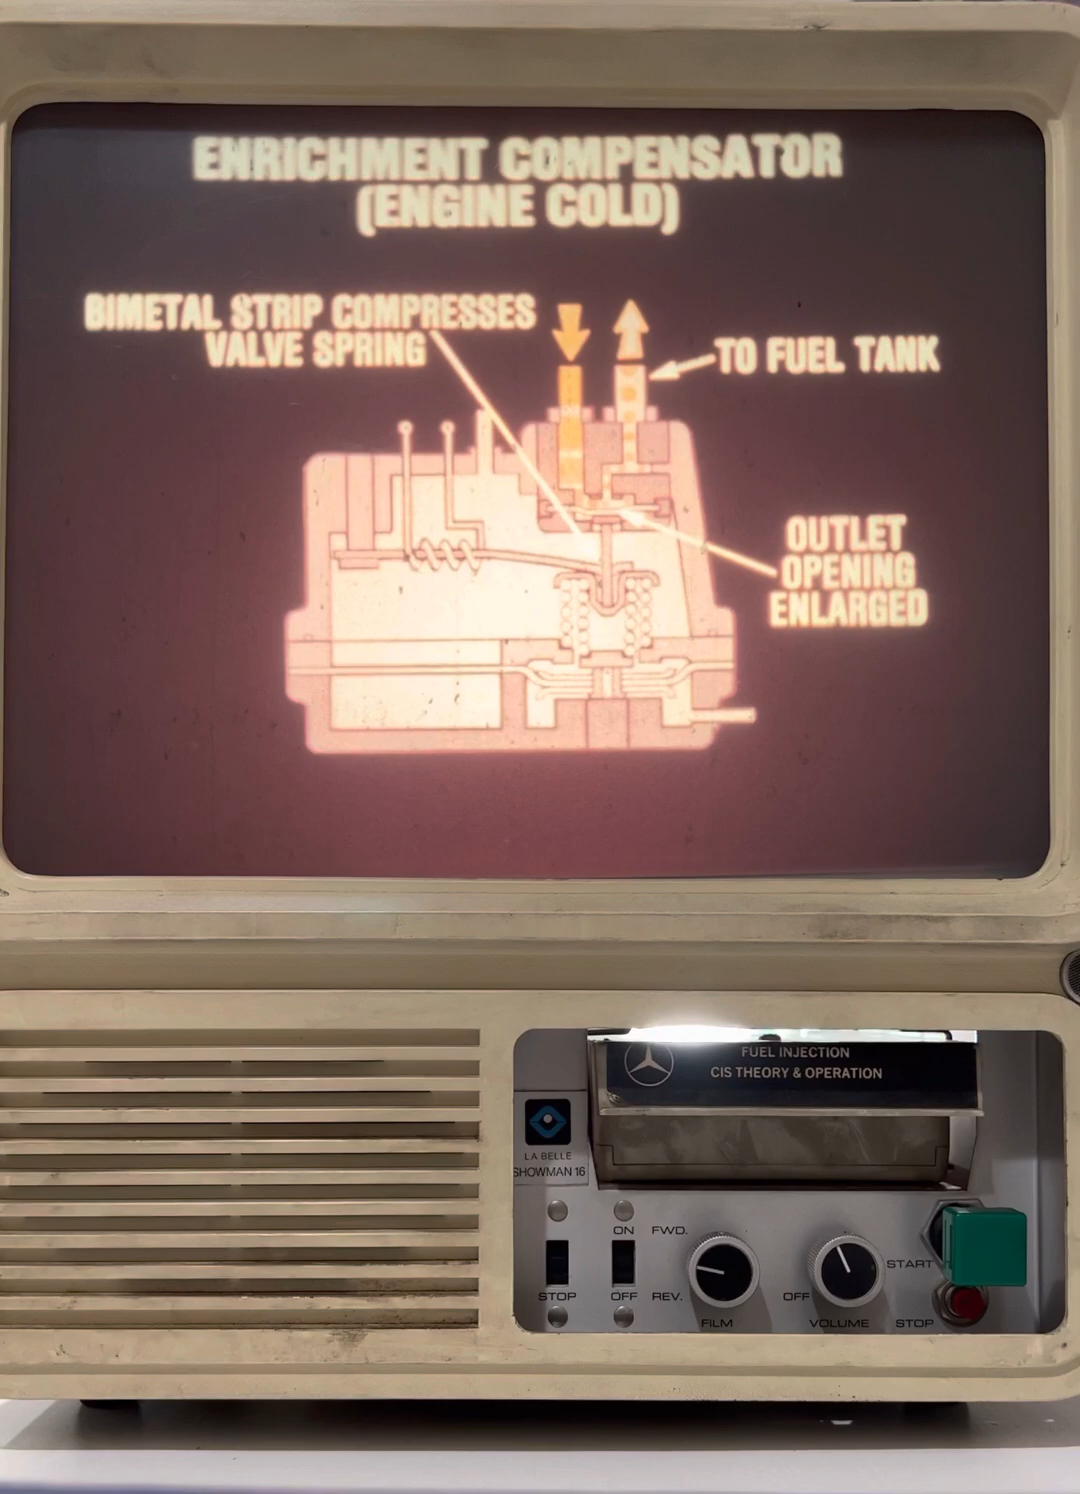 ENRICHMENT COMPENSATOR
(ENGINE COLD)
BIMETAL STRIP COMPRESSES
VALVE SPRING
TO FUEL TANK
OUTLET
OPENING
ENLARGED
FUEL INJECTION
CIS THEORY & OPERATION
LA BELLE
SHOWMAN 16
ON
FWD.
START
STOP
OFF
REV.
OFF
FILM
VOLUME
STOP